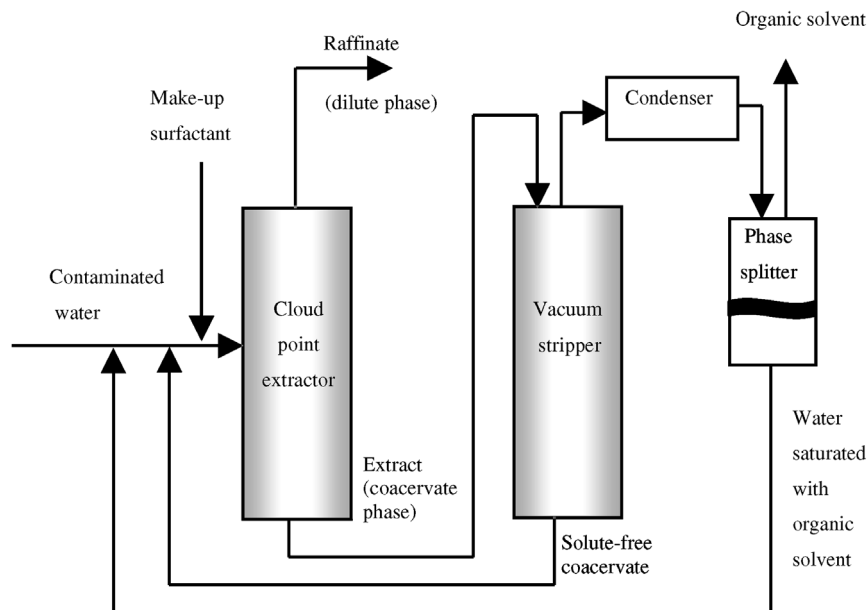 Organic solvent
Raffinate
(dilute phase)
Make-up
surfactant
Condenser
Contaminated
water
Cloud
point
extractor
Vacuum
stripper
Phase
splitter
Extract
(coacervate
phase)
Solute-free
coacervate
Water
saturated
with
organic
solvent